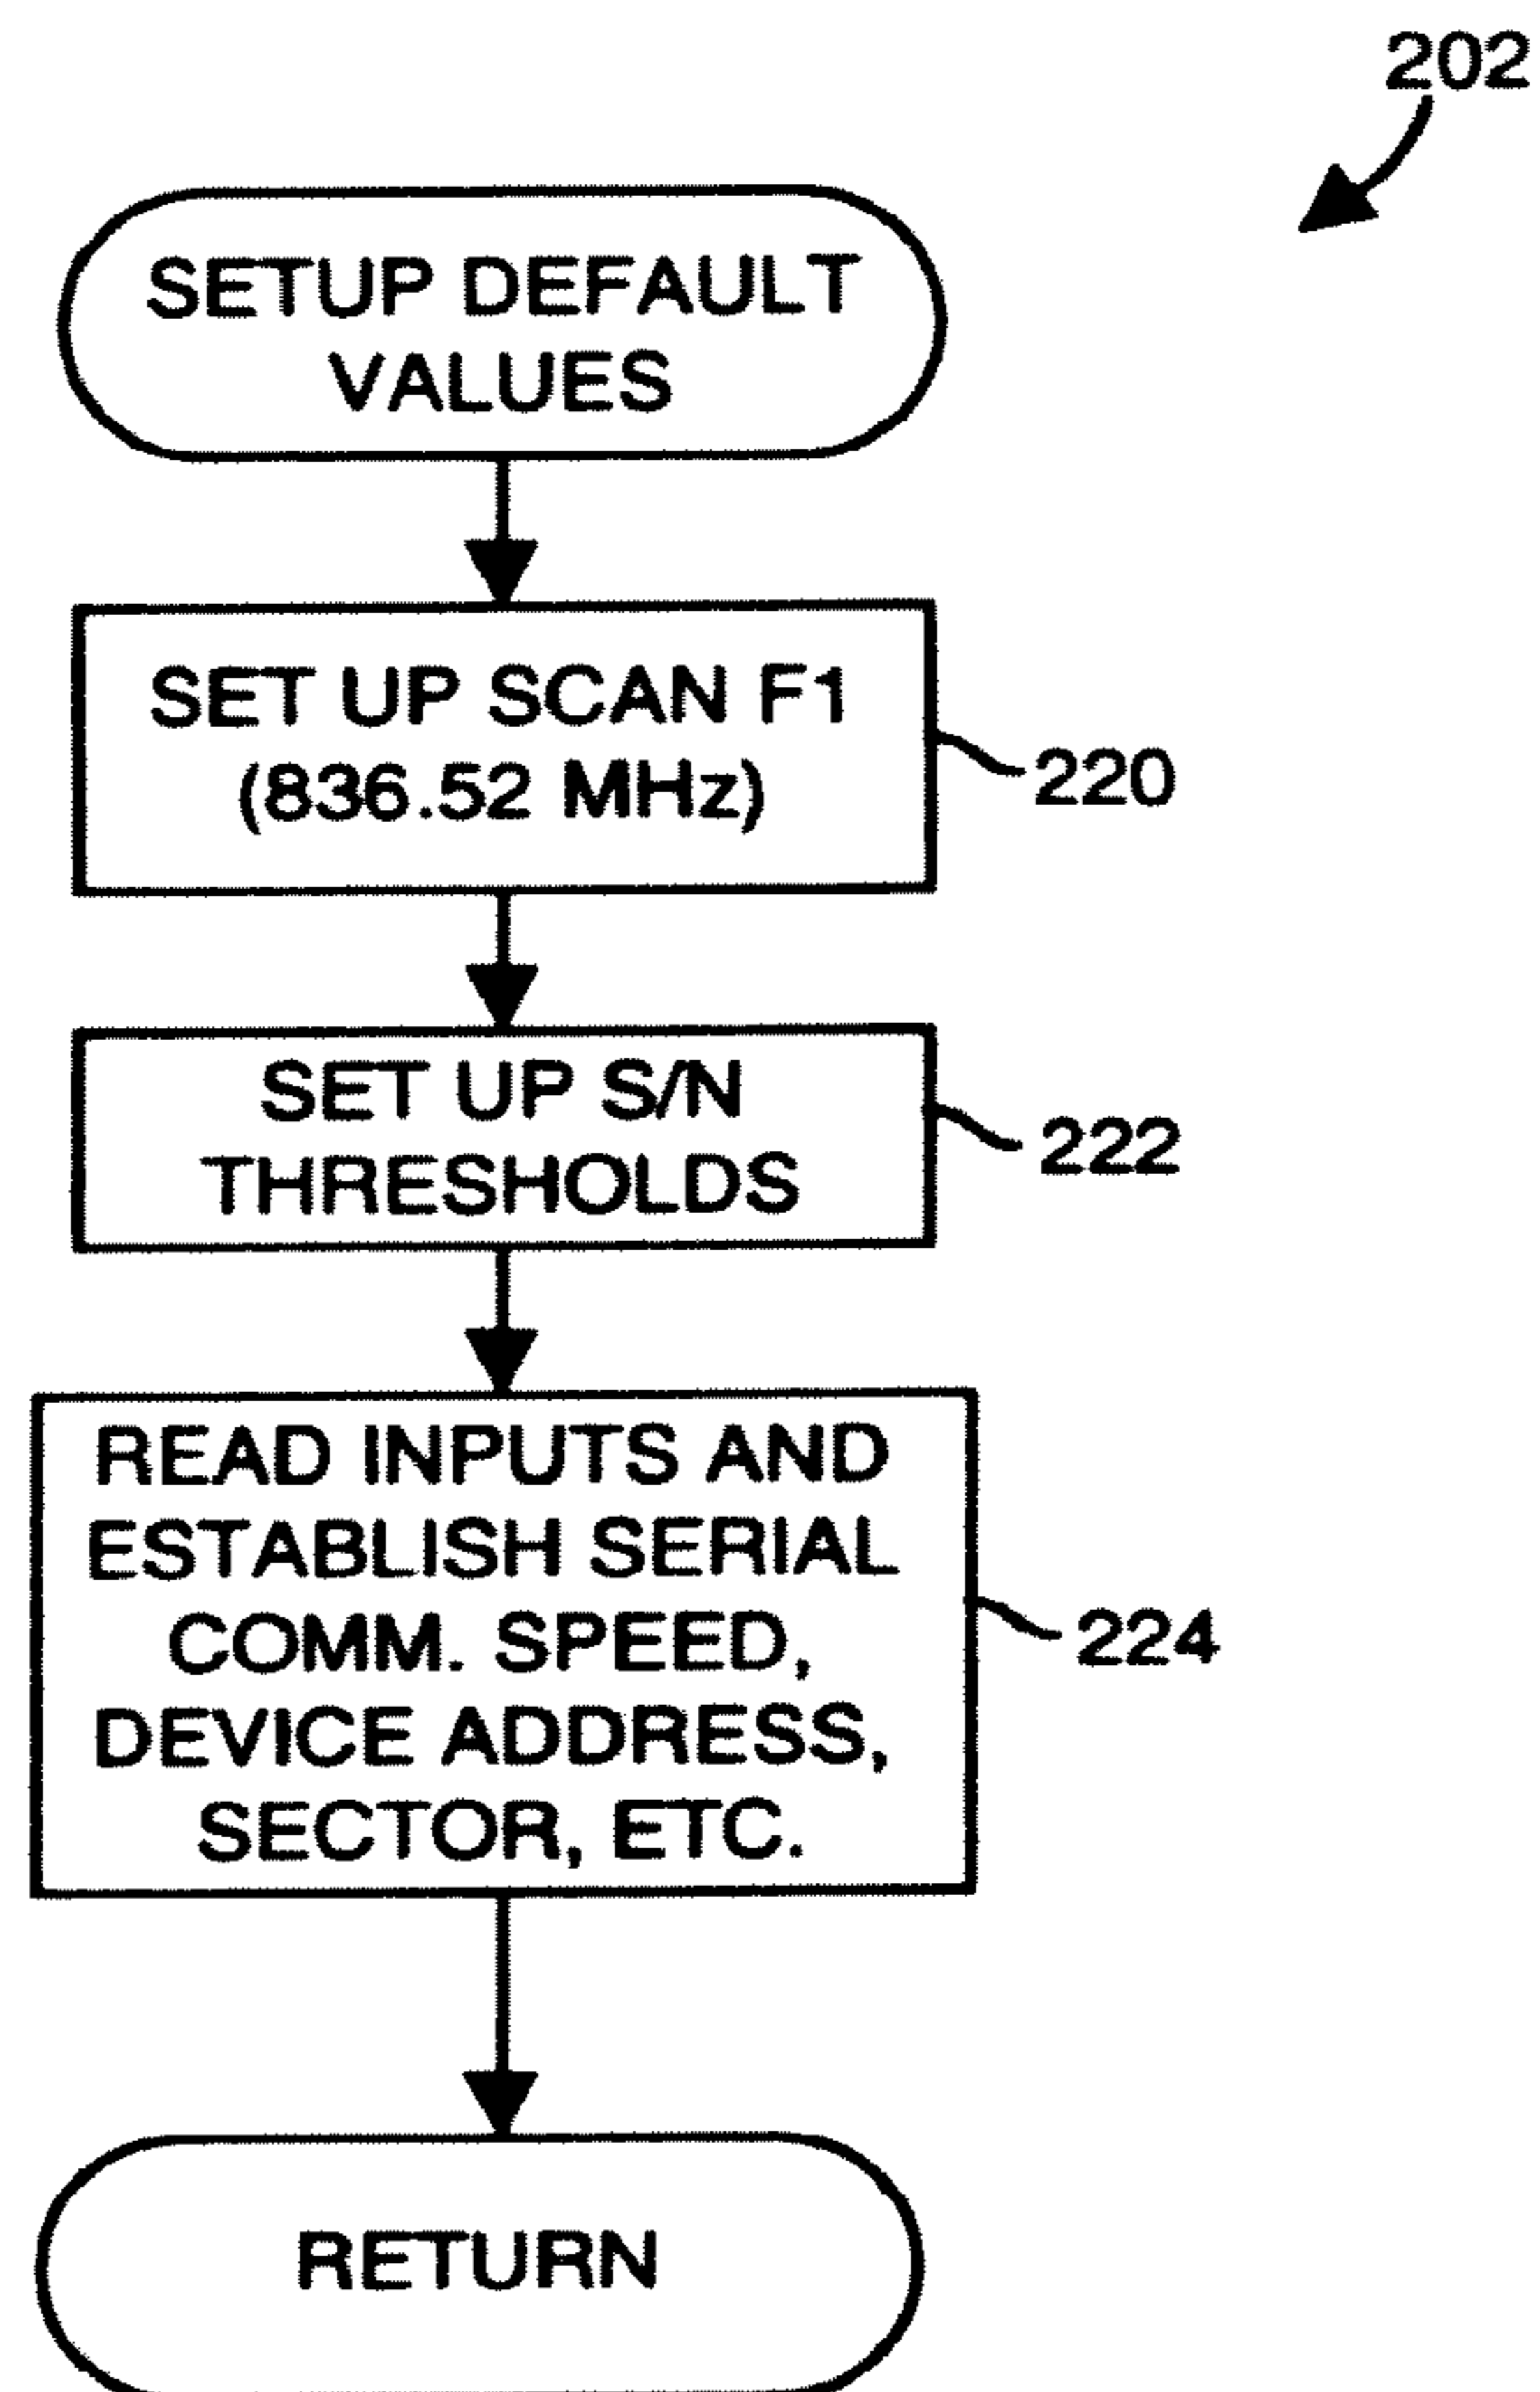 202
SETUP DEFAULT
VALUES
SET UP SCAN F1
(836.52 MHz)
220
SET UP S/N
THRESHOLDS
222
READ INPUTS AND
ESTABLISH SERIAL
COMM. SPEED,
DEVICE ADDRESS,
SECTOR, ETC.
224
RETURN